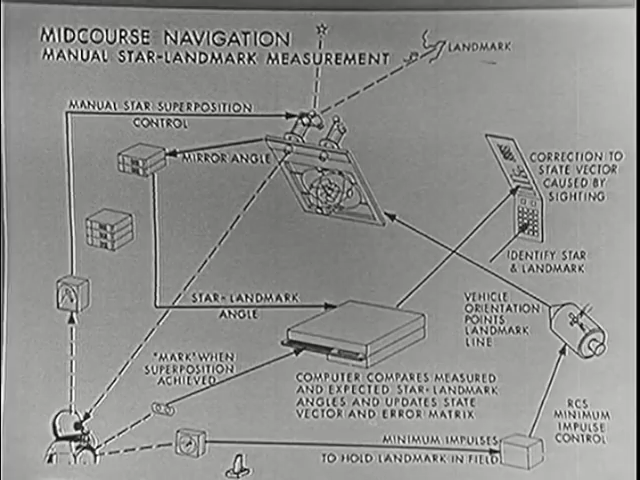 MIDCOURSE NAVIGATION
MANUAL STAR-LANDMARK MEASUREMENT
LANDMARK
MANUAL STAR SUPERPOSITION
CONTROL
MIRROR ANGLE
CORRECTION TO
STATE VECTOR
CAUSED BY
SIGHTING
IDENTIFY STAR
& LANDMARK
STAR-LANDMARK
ANGLE
VEHICLE
ORIENTATION
POINTS
LANDMARK
LINE
"MARK" WHEN
SUPERPOSITION
ACHIEVED
COMPUTER COMPARES MEASURED
AND EXPECTED STAR-LANDMARK
ANGLES AND UPDATES STATE
VECTOR AND ERROR MATRIX
RCS
MINIMUM
IMPULSE
CONTROL
MINIMUM IMPULSES
TO HOLD LANDMARK IN FIELD